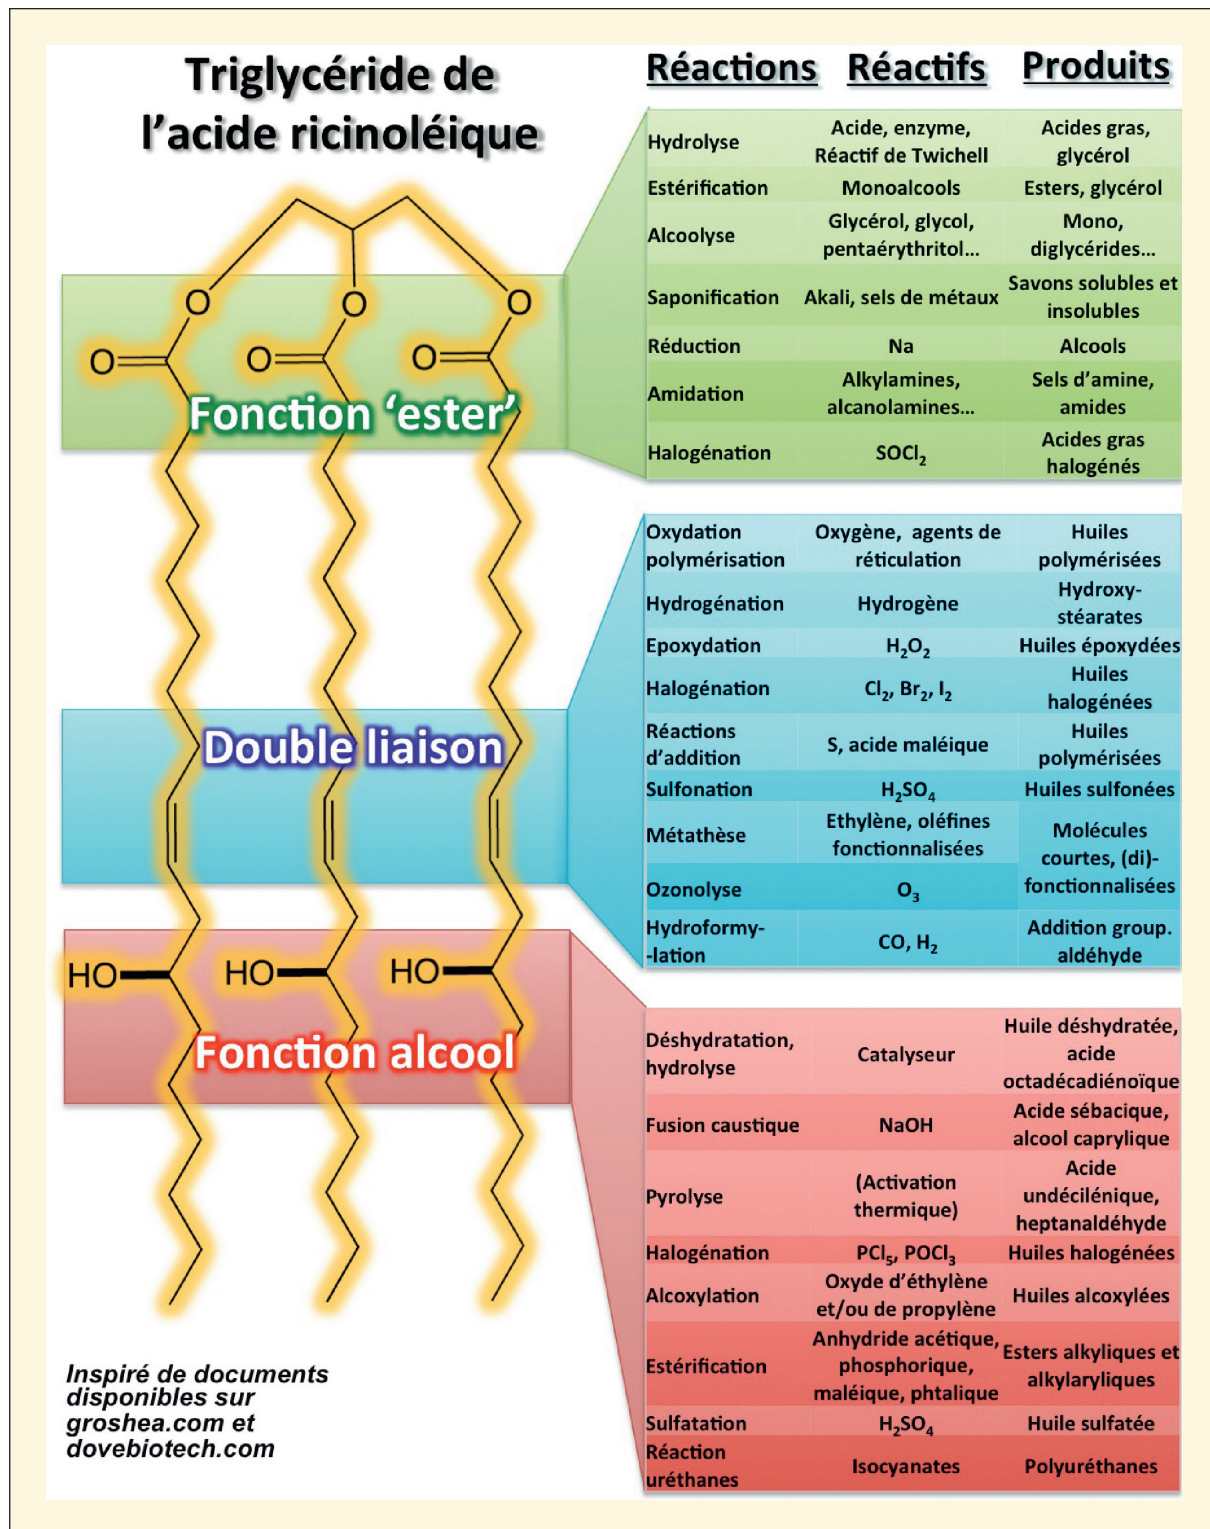 Triglycéride de
l'acide ricinoléique
Réactions Réactifs Produits
O O O
O O O
Fonction 'ester'
Hydrolyse
Acide, enzyme,
Réactif de Twichell
Acides gras,
glycérol
Estérification
Monoalcools
Esters, glycérol
Alcoolyse
Glycérol, glycol,
pentaérythritol...
Mono,
diglycérides...
Saponification
Akali, sels de métaux
Savons solubles et
insolubles
Réduction
Na
Alcools
Amidation
Alkylamines,
alcanolamines...
Sels d'amine,
amides
Halogénation
SOCl₂
Acides gras
halogénés
Double liaison
Oxydation
polymérisation
Oxygène, agents de
réticulation
Huiles
polymérisées
Hydrogénation
Hydrogène
Hydroxy-
stéarates
Epoxydation
H₂O₂
Huiles époxydées
Halogénation
Cl₂, Br₂, I₂
Huiles
halogénées
Réactions
d'addition
S, acide maléique
Huiles
polymérisées
Sulfonation
H₂SO₄
Huiles sulfonées
Métathèse
Ethylène, oléfines
fonctionnalisées
Molécules
courtes, (di)-
fonctionnalisées
Ozonolyse
O₃
Hydroformy-
-lation
CO, H₂
Addition group.
aldéhyde
HO HO HO
Fonction alcool
Déshydratation,
hydrolyse
Catalyseur
Huile déshydratée,
acide
octadécadiénoïque
Fusion caustique
NaOH
Acide sébacique,
alcool caprylique
Pyrolyse
(Activation
thermique)
Acide
undécilénique,
heptanaldéhyde
Halogénation
PCl₅, POCl₃
Huiles halogénées
Alcoxylation
Oxyde d'éthylène
et/ou de propylène
Huiles alcoxylées
Estérification
Anhydride acétique,
phosphorique,
maléique, phtalique
Esters alkyliques et
alkylaryliques
Sulfatation
H₂SO₄
Huile sulfatée
Réaction
uréthanes
Isocyanates
Polyuréthanes
Inspiré de documents
disponibles sur
groshea.com et
dovebiotech.com